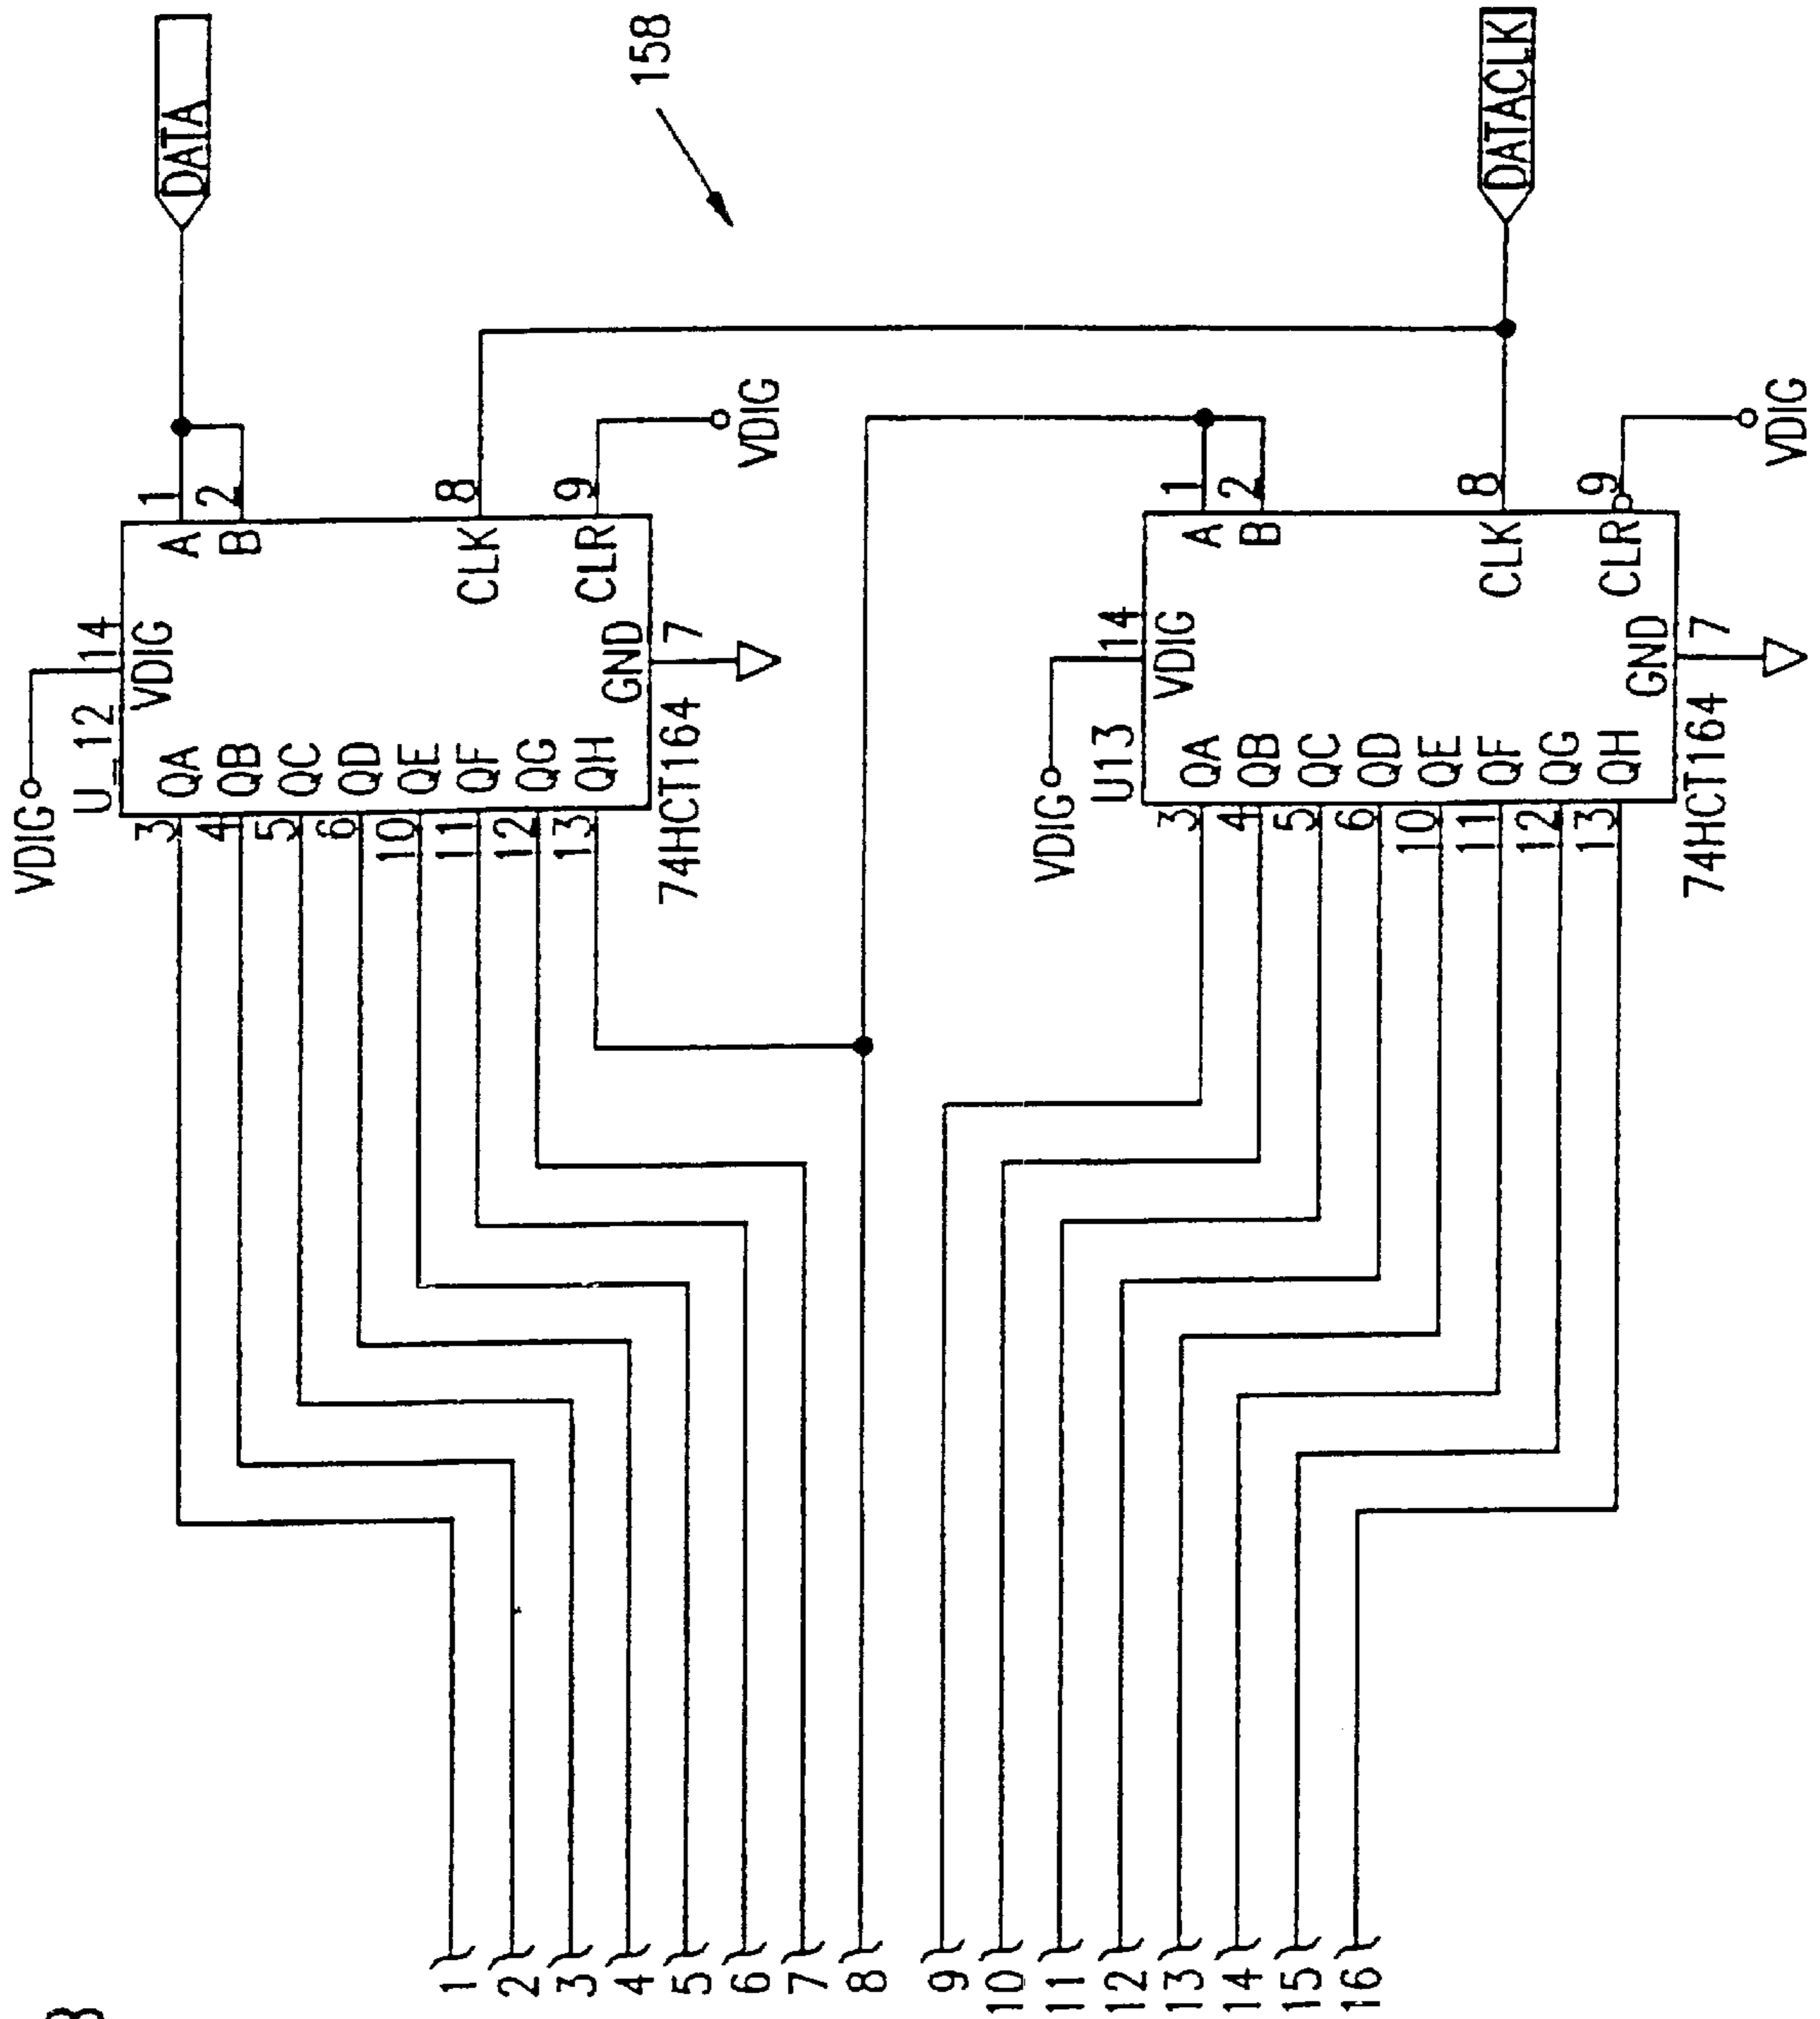 DATA
158
DATACLK
VDIG
U_12
14
VDIG
1
A
2
B
8
CLK
9
CLR
VDIG
GND
7
QA
3
QB
4
QC
5
QD
6
QE
10
QF
11
QG
12
QH
13
74HCT164
VDIG
U13
14
VDIG
1
A
2
B
8
CLK
9
CLR
VDIG
GND
7
QA
3
QB
4
QC
5
QD
6
QE
10
QF
11
QG
12
QH
13
74HCT164
1
2
3
4
5
6
7
8
9
10
11
12
13
14
15
16